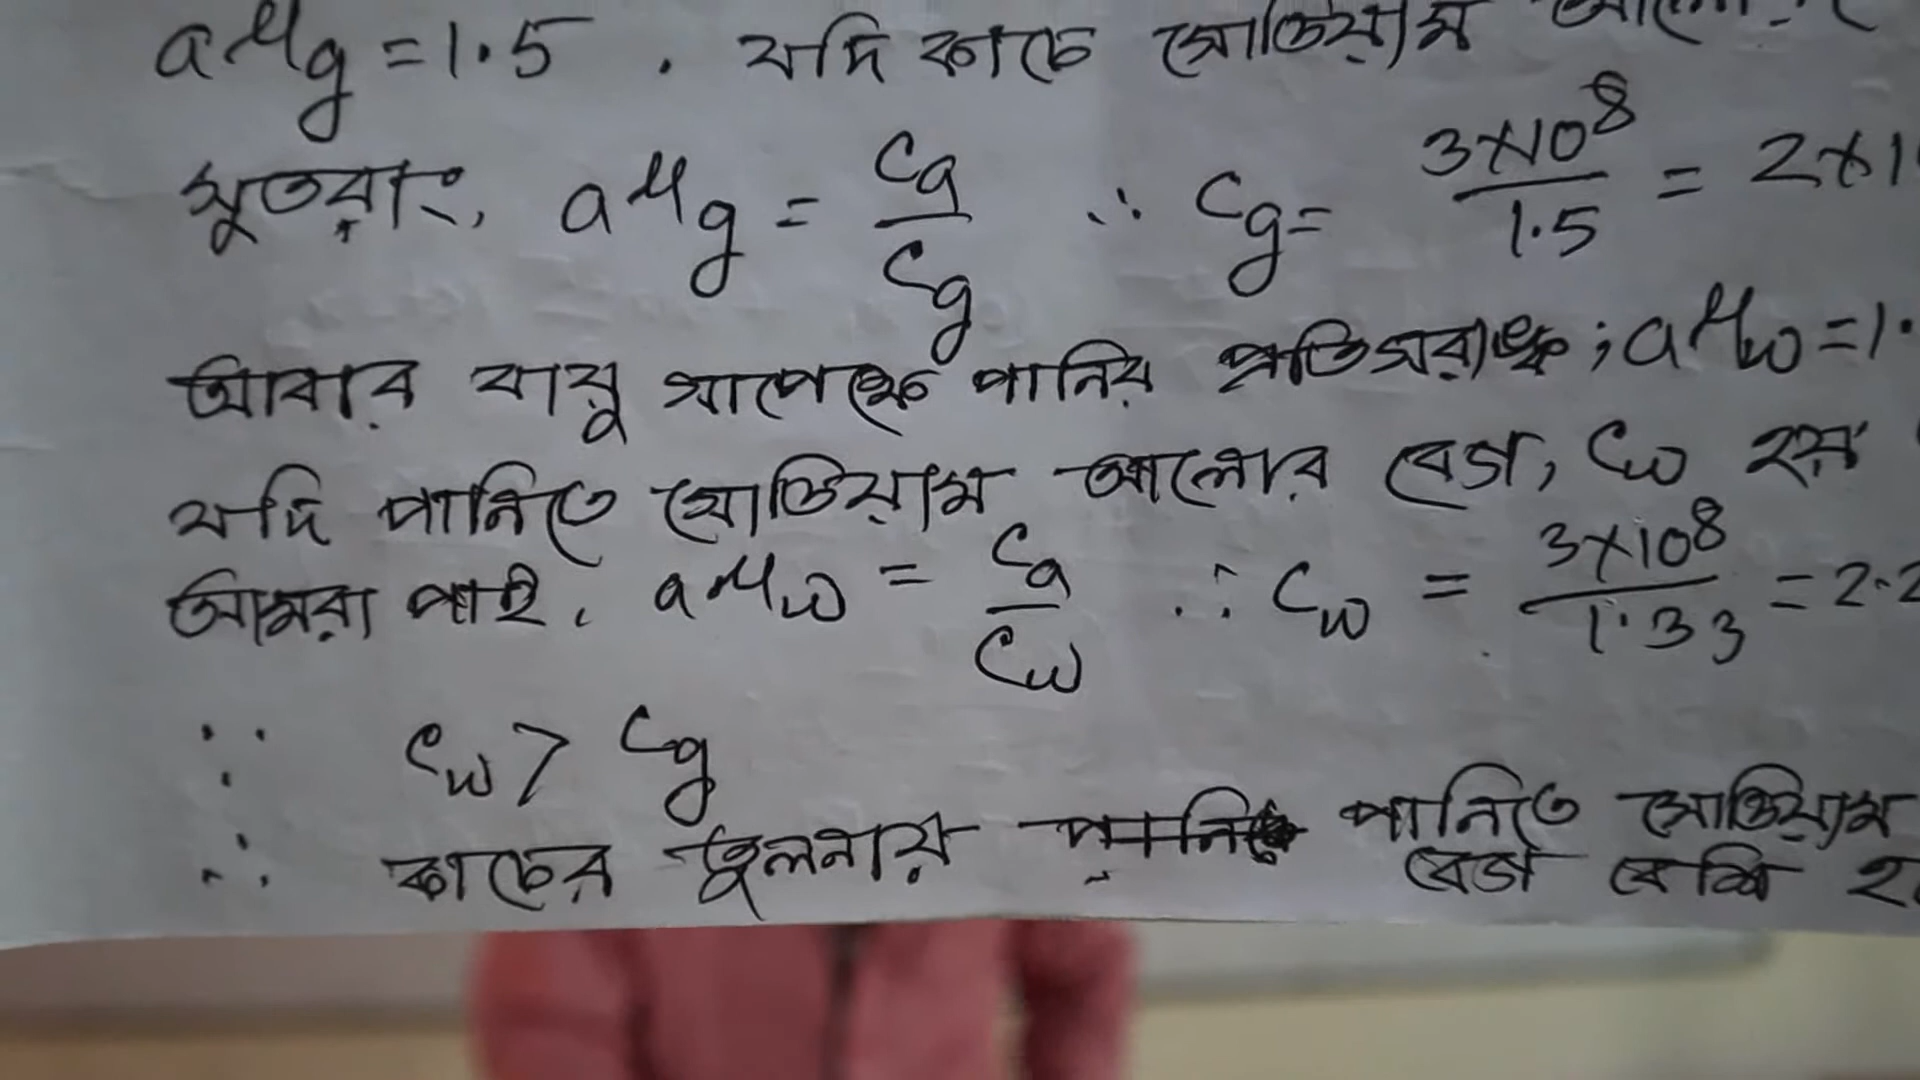 aμg = 1.5 . যদি কাচে সোডিয়াম আলোর
সুতরাং, aμg = Ca/Cg ∴ Cg = 3×10⁸/1.5 = 2×1
আবার বায়ু সাপেক্ষে পানির প্রতিসরাঙ্ক ; aμw = 1.
যদি পানিতে সোডিয়াম আলোর বেগ, Cw হয়
আমরা পাই, aμw = Ca/Cw ∴ Cw = 3×10⁸/1.33 = 2.2
∵ Cw > Cg
∴ কাচের তুলনায় পানিতে সোডিয়াম
বেগ বেশি হ